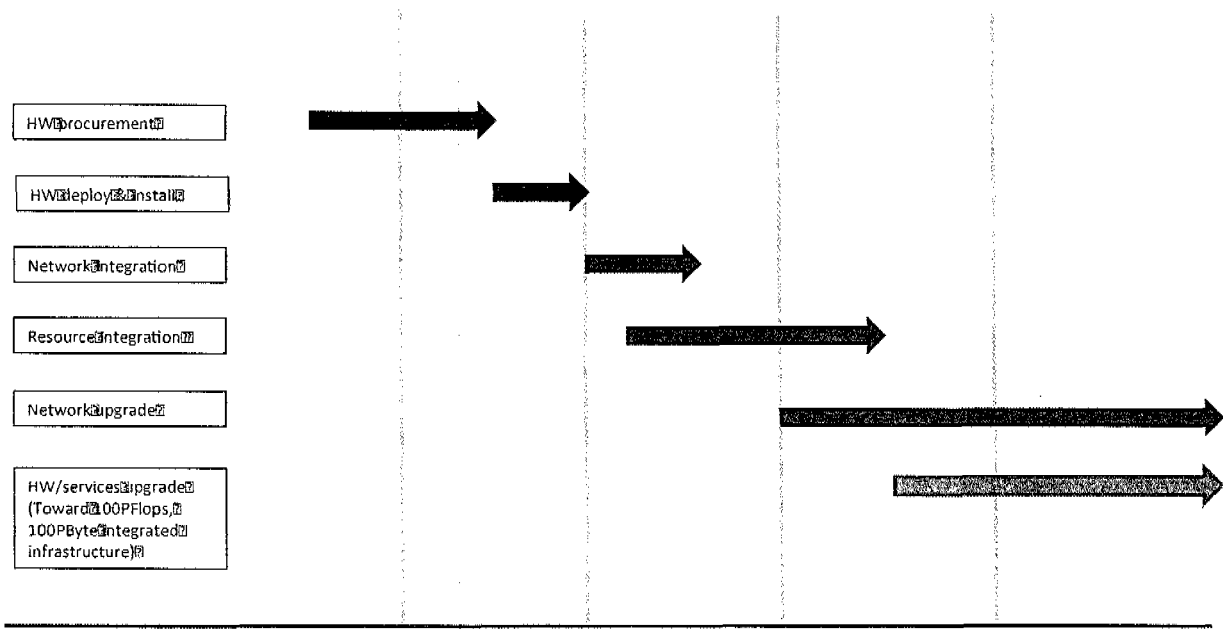 HW procurement
HW deploy & install
Network integration
Resource integration
Network upgrade
HW/services upgrade
(Toward 100PFlops,
100PByte integrated
infrastructure)